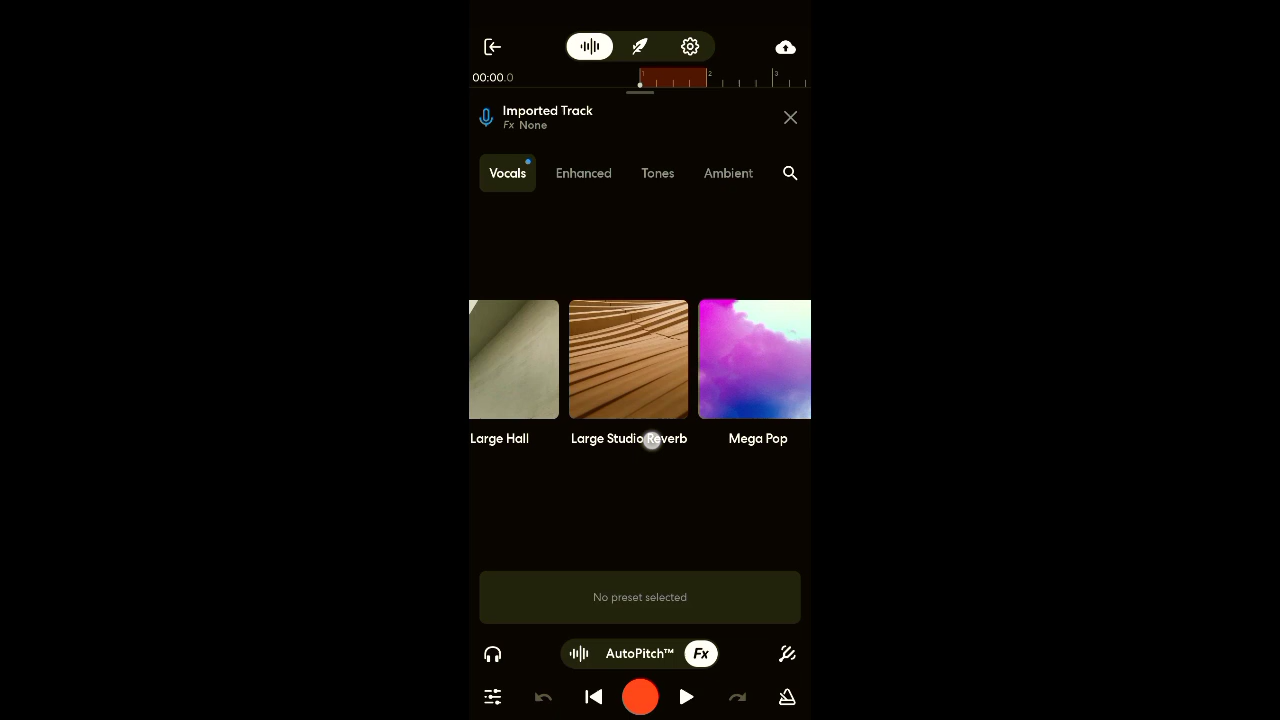 00:00.0
1
2
3
Imported Track
Fx None
Vocals
Enhanced
Tones
Ambient
Large Hall
Large Studio Reverb
Mega Pop
No preset selected
AutoPitch™
Fx